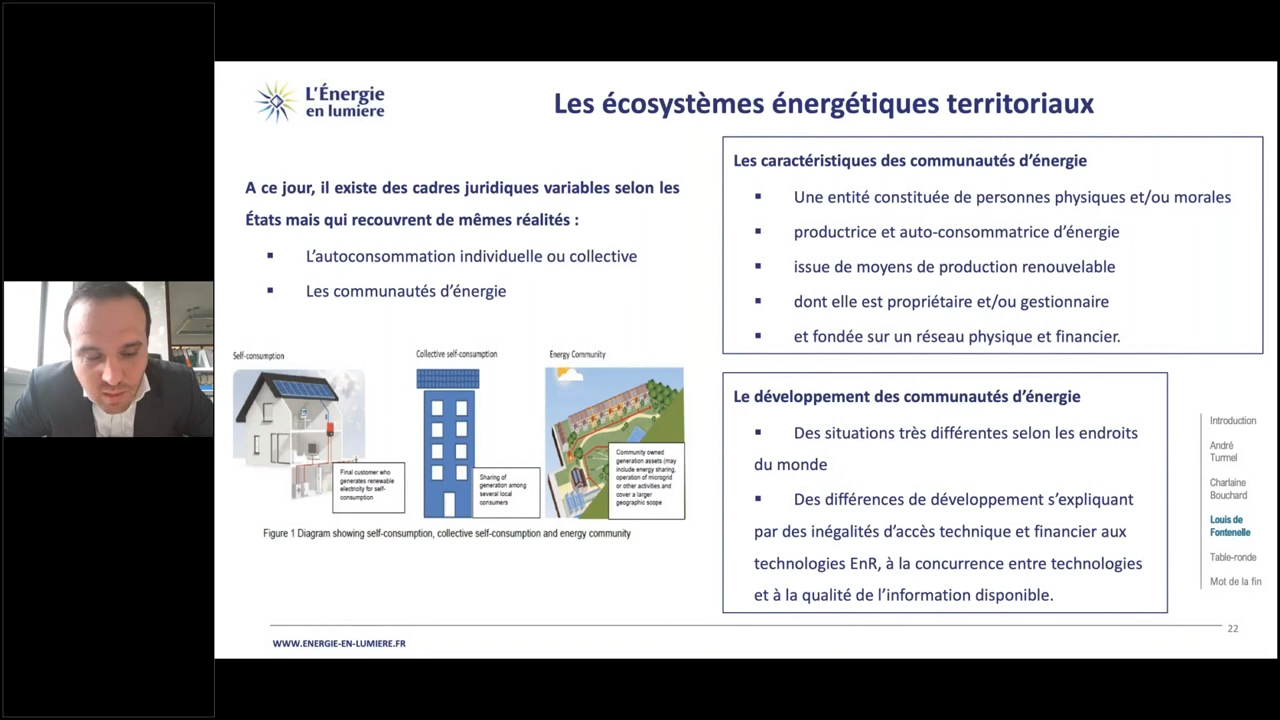 L'Énergie
en lumière
Les écosystèmes énergétiques territoriaux
A ce jour, il existe des cadres juridiques variables selon les
États mais qui recouvrent de mêmes réalités :
▪ L'autoconsommation individuelle ou collective
▪ Les communautés d'énergie
Self-consumption
Final customer who
generates renewable
electricity for self-
consumption
Collective self-consumption
Sharing of
generation among
several local
consumers
Energy Community
Community owned
generation assets (may
include energy sharing,
operation of microgrid
or other activities and
cover a larger
geographic scope
Figure 1 Diagram showing self-consumption, collective self-consumption and energy community
Les caractéristiques des communautés d'énergie
▪ Une entité constituée de personnes physiques et/ou morales
▪ productrice et auto-consommatrice d'énergie
▪ issue de moyens de production renouvelable
▪ dont elle est propriétaire et/ou gestionnaire
▪ et fondée sur un réseau physique et financier.
Le développement des communautés d'énergie
▪ Des situations très différentes selon les endroits
du monde
▪ Des différences de développement s'expliquant
par des inégalités d'accès technique et financier aux
technologies EnR, à la concurrence entre technologies
et à la qualité de l'information disponible.
Introduction
André
Turmel
Charlaine
Bouchard
Louis de
Fontenelle
Table-ronde
Mot de la fin
22
WWW.ENERGIE-EN-LUMIERE.FR